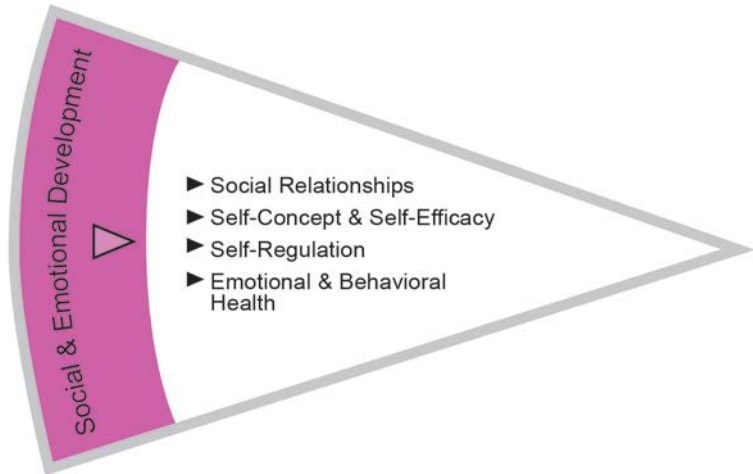 Social & Emotional Development
► Social Relationships
► Self-Concept & Self-Efficacy
► Self-Regulation
► Emotional & Behavioral
Health